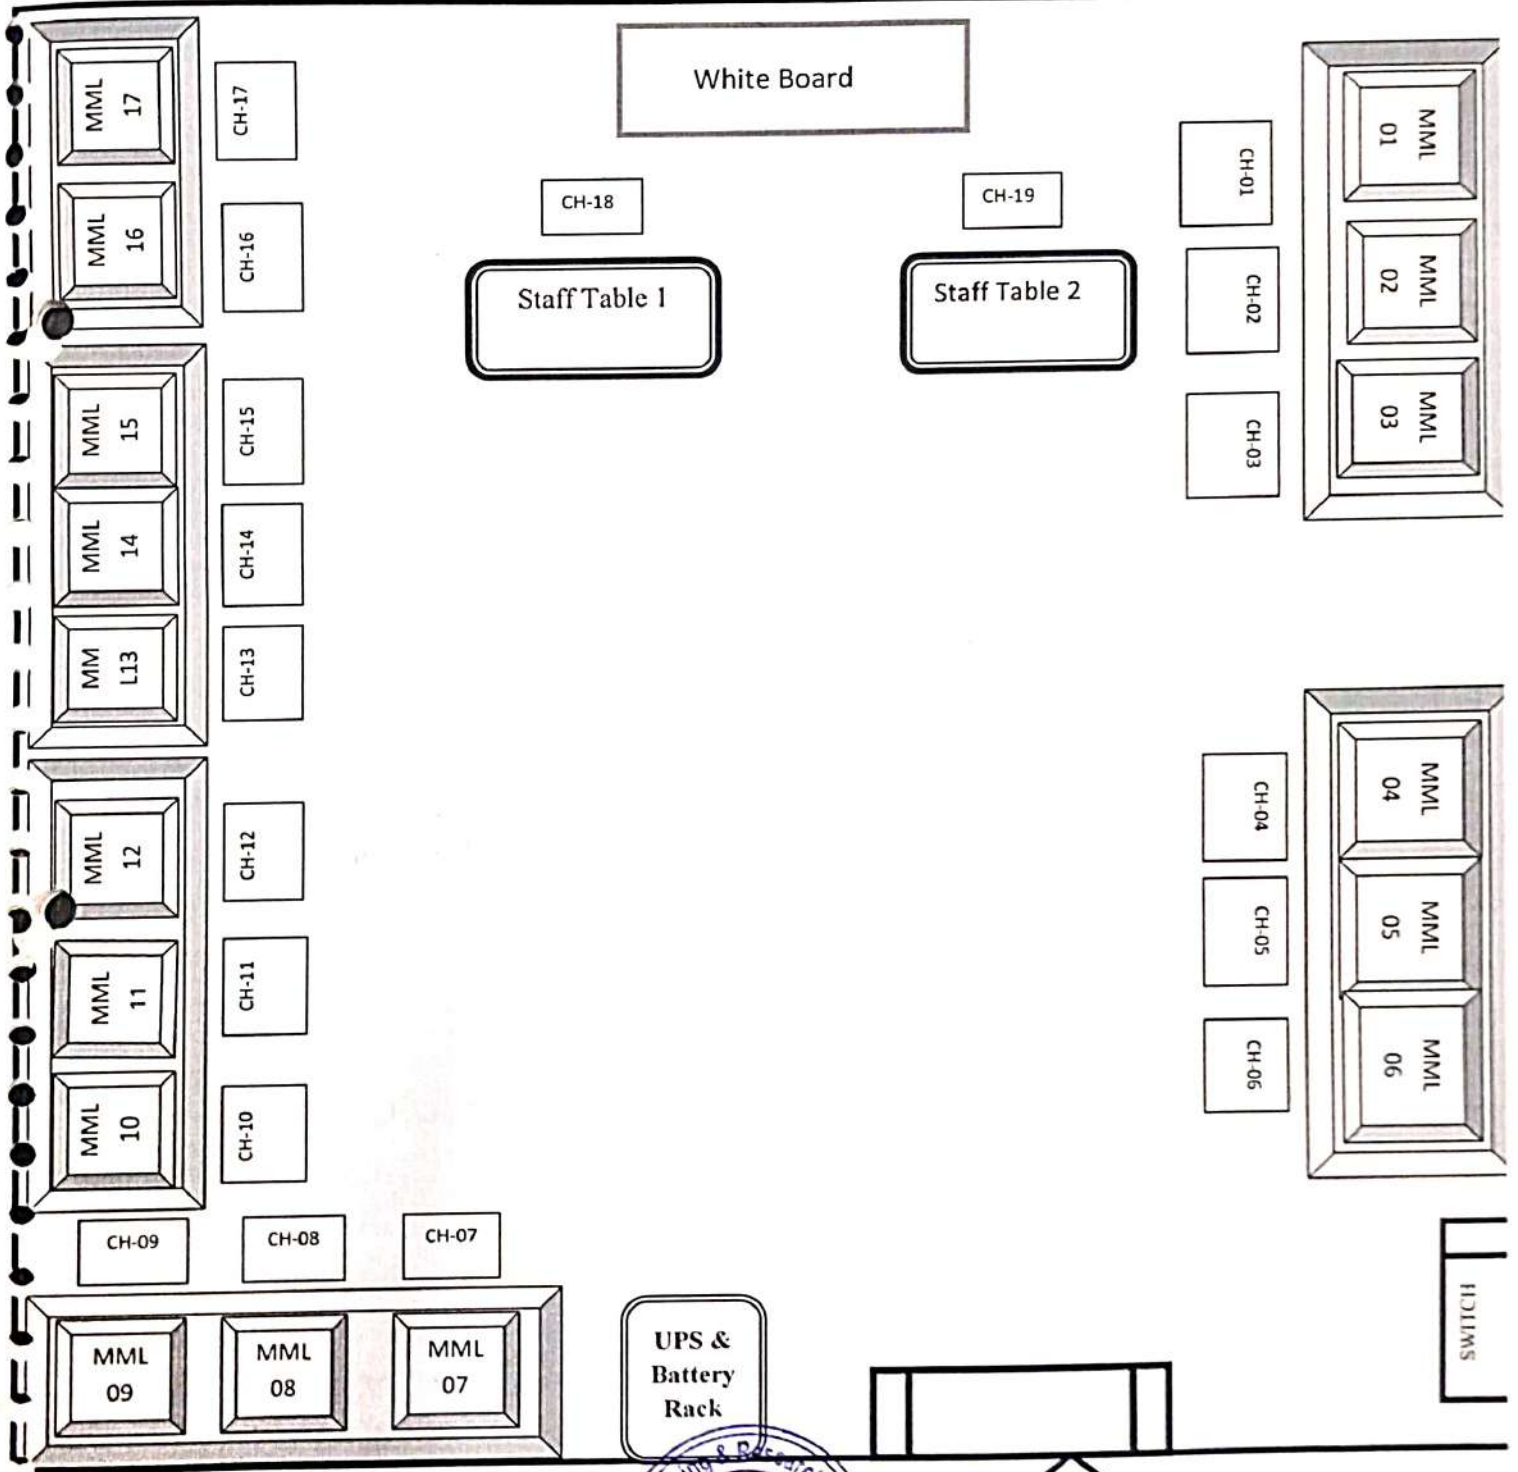 White Board
MML
17
CH-17
MML
16
CH-16
CH-18
CH-19
Staff Table 1
Staff Table 2
CH-01
MML
01
CH-02
MML
02
CH-03
MML
03
MML
15
CH-15
MML
14
CH-14
MM
L13
CH-13
MML
12
CH-12
MML
11
CH-11
MML
10
CH-10
CH-04
MML
04
CH-05
MML
05
CH-06
MML
06
CH-09
CH-08
CH-07
MML
09
MML
08
MML
07
UPS &
Battery
Rack
SWITCH
& Resear